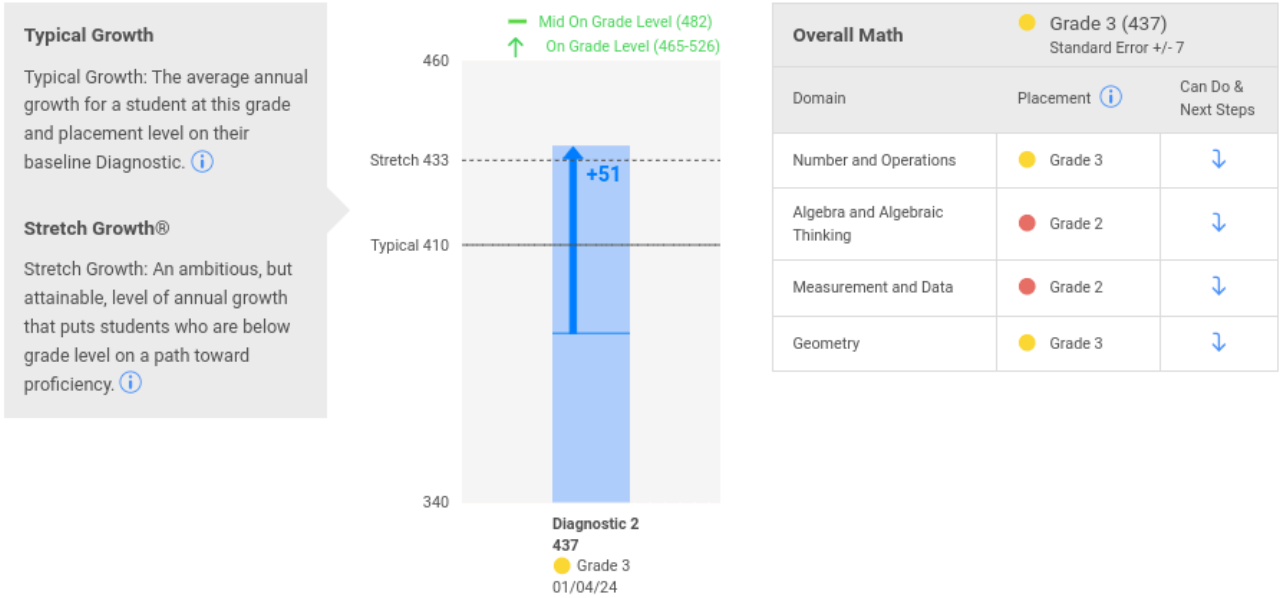 Typical Growth
Typical Growth: The average annual
growth for a student at this grade
and placement level on their
baseline Diagnostic.
Stretch Growth®
Stretch Growth: An ambitious, but
attainable, level of annual growth
that puts students who are below
grade level on a path toward
proficiency.
Mid On Grade Level (482)
On Grade Level (465-526)
460
Stretch 433
+51
Typical 410
340
Diagnostic 2
437
Grade 3
01/04/24
Overall Math
Grade 3 (437)
Standard Error +/- 7
Domain
Placement
Can Do &
Next Steps
Number and Operations
Grade 3
Algebra and Algebraic
Thinking
Grade 2
Measurement and Data
Grade 2
Geometry
Grade 3